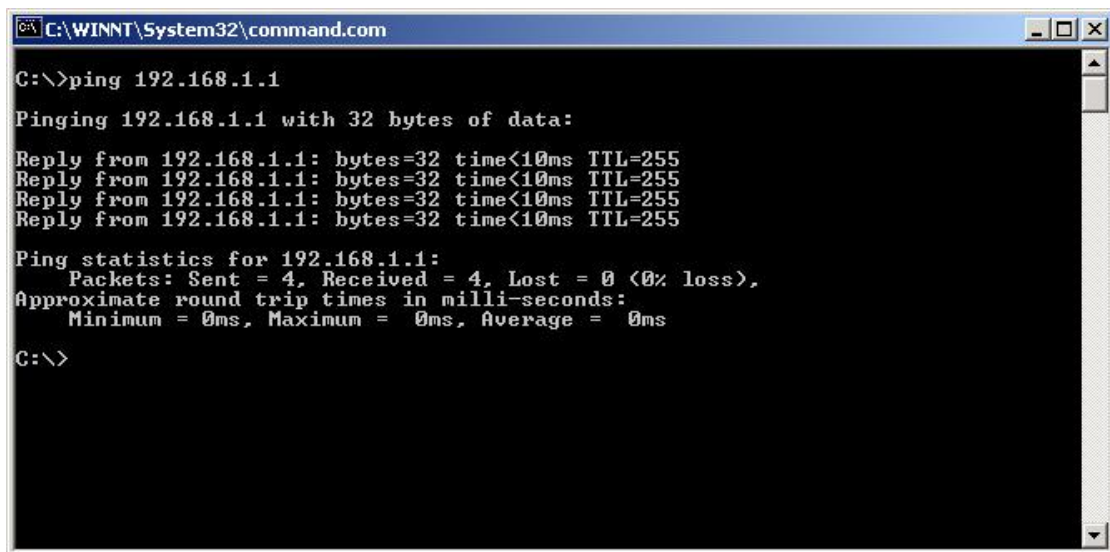 C:\WINNT\System32\command.com
C:\>ping 192.168.1.1
Pinging 192.168.1.1 with 32 bytes of data:
Reply from 192.168.1.1: bytes=32 time<10ms TTL=255
Reply from 192.168.1.1: bytes=32 time<10ms TTL=255
Reply from 192.168.1.1: bytes=32 time<10ms TTL=255
Reply from 192.168.1.1: bytes=32 time<10ms TTL=255
Ping statistics for 192.168.1.1:
    Packets: Sent = 4, Received = 4, Lost = 0 (0% loss),
Approximate round trip times in milli-seconds:
    Minimum = 0ms, Maximum =  0ms, Average =  0ms
C:\>